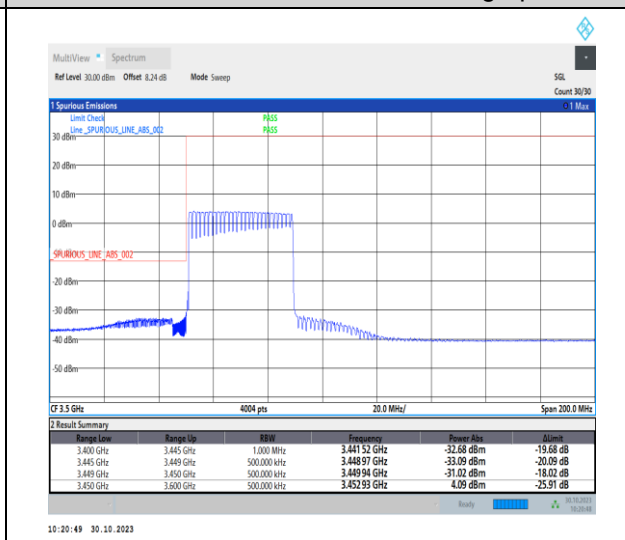 MultiView Spectrum
Ref Level 30.00 dBm Offset 8.24 dB Mode Sweep SGL
Count 30/30
1 Spurious Emissions 1 Max
Limit Check PASS
Line _SPURIOUS_LINE_ABS_002 PASS
30 dBm
20 dBm
10 dBm
0 dBm
SPURIOUS_LINE_ABS_002
-20 dBm
-30 dBm
-40 dBm
-50 dBm
CF 3.5 GHz 4004 pts 20.0 MHz/ Span 200.0 MHz
2 Result Summary
Range Low Range Up RBW Frequency Power Abs ΔLimit
3.400 GHz 3.445 GHz 1.000 MHz 3.441 52 GHz -32.68 dBm -19.68 dB
3.445 GHz 3.449 GHz 500.000 kHz 3.448 97 GHz -33.09 dBm -20.09 dB
3.449 GHz 3.450 GHz 500.000 kHz 3.449 94 GHz -31.02 dBm -18.02 dB
3.450 GHz 3.600 GHz 500.000 kHz 3.452 93 GHz 4.09 dBm -25.91 dB
Ready 30.10.2023
10:20:48
10:20:49 30.10.2023